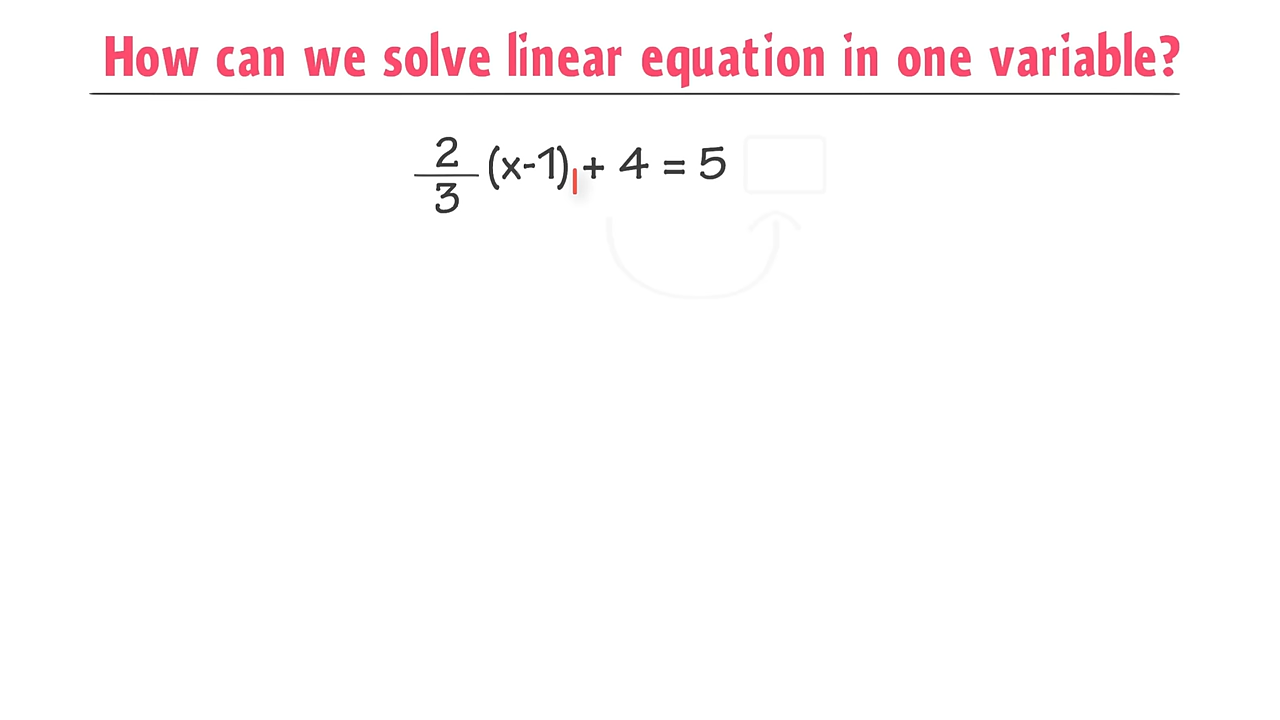 How can we solve linear equation in one variable?
2/3 (x-1) + 4 = 5